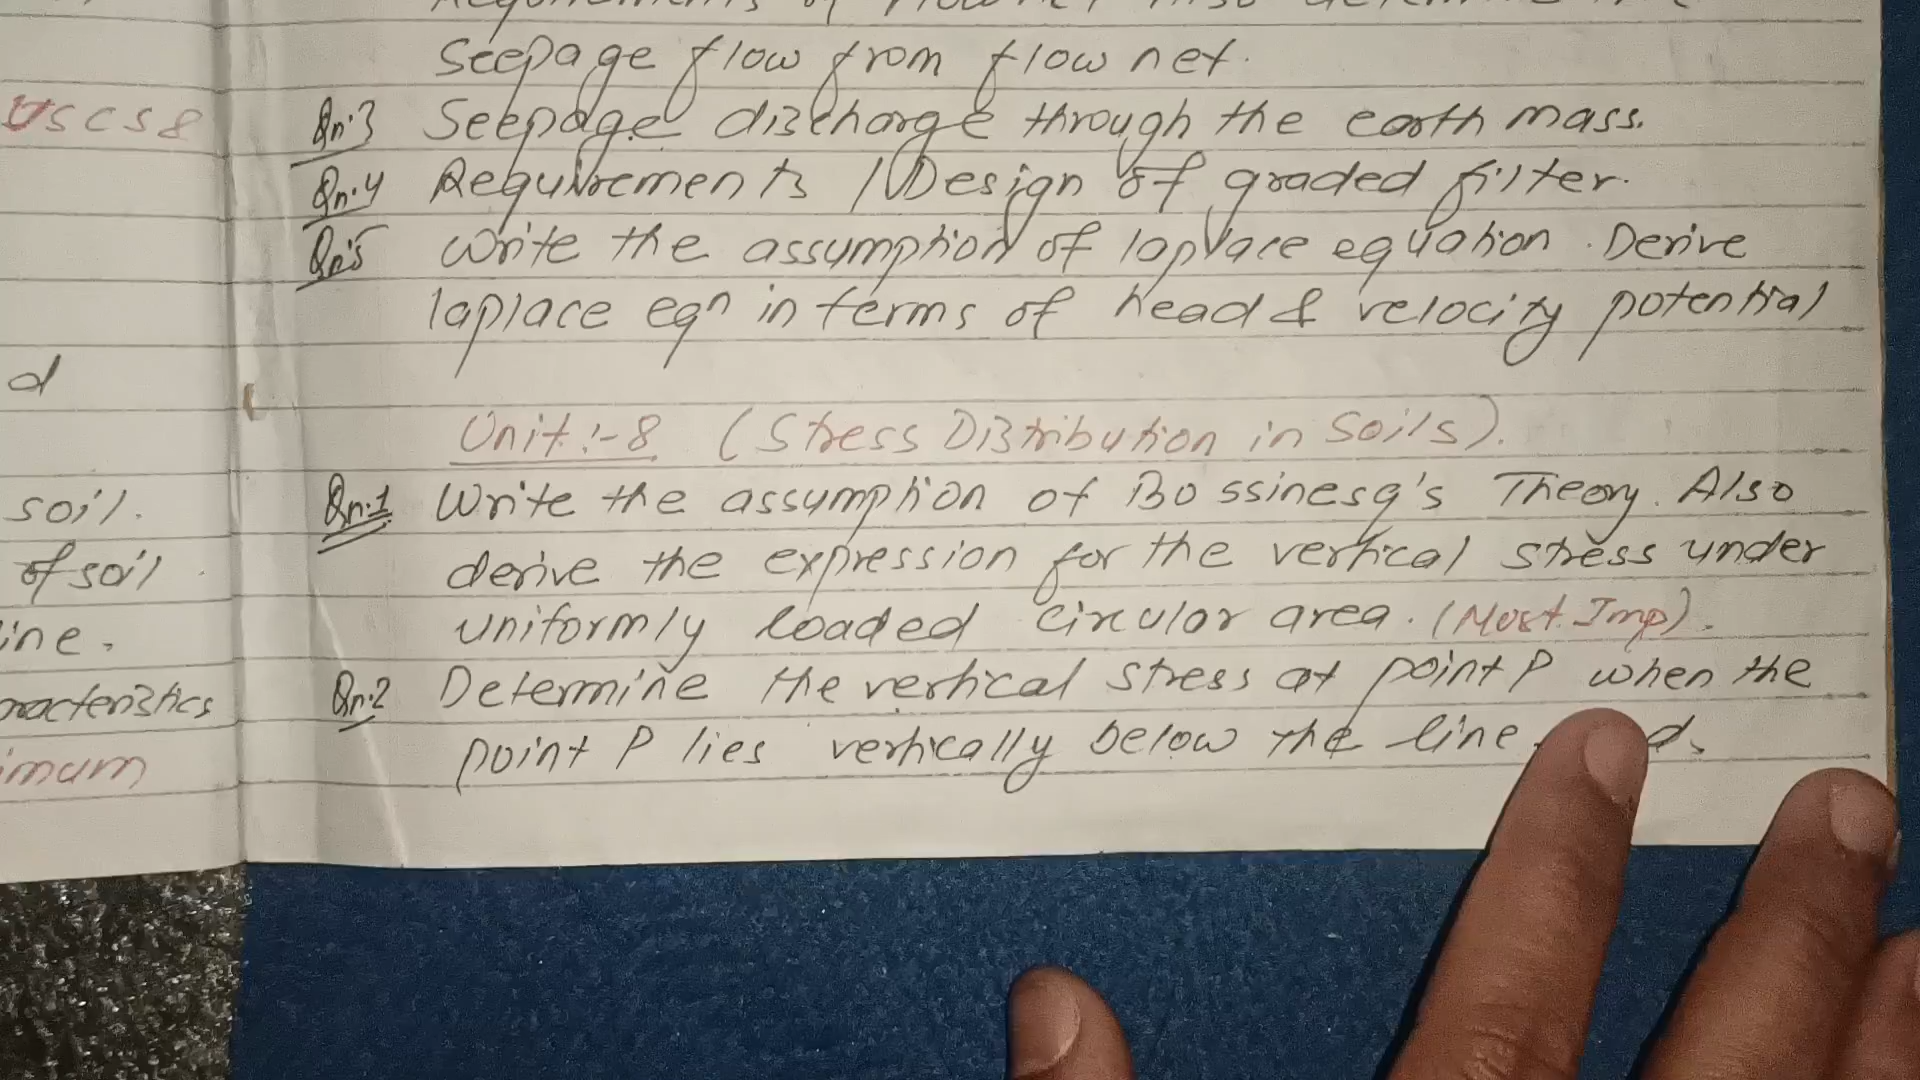 Seepage flow from flow net.
USCS &
Qn.3 Seepage discharge through the earth mass.
Qn.4 Requirements / Design of graded filter.
Qn.5 Write the assumption of laplace equation. Derive
laplace eqn in terms of head & velocity potential
d
Unit:-8 (Stress Distribution in Soils).
soil.
Qn.1 Write the assumption of Bossinesq's Theory. Also
of soil.
derive the expression for the vertical stress under
ine.
uniformly loaded circular area. (Most Imp).
racteristics
Qn.2 Determine the vertical stress at point P when the
imum
point P lies vertically below the line d.